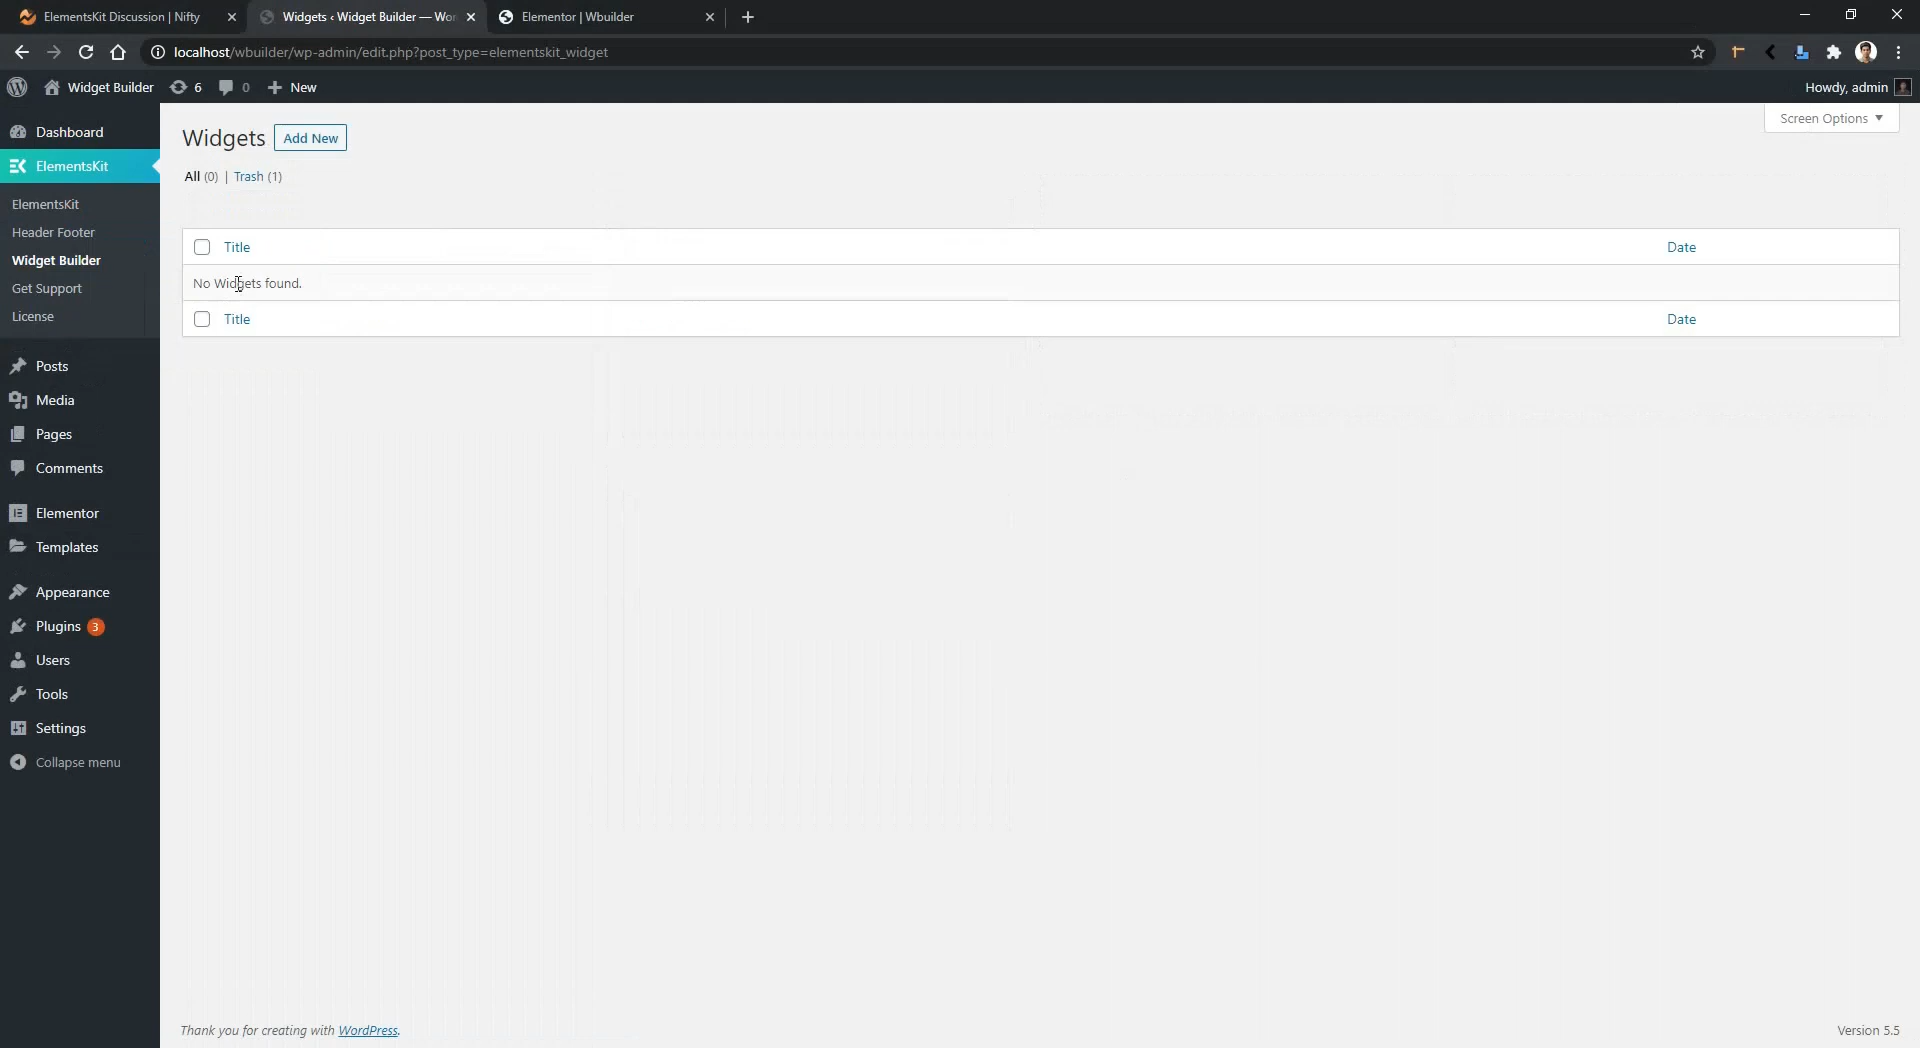 ElementsKit Discussion | Nifty
Widgets ‹ Widget Builder — Wor
Elementor | Wbuilder
localhost/wbuilder/wp-admin/edit.php?post_type=elementskit_widget
Widget Builder
6
0
New
Howdy, admin
Dashboard
ElementsKit
ElementsKit
Header Footer
Widget Builder
Get Support
License
Posts
Media
Pages
Comments
Elementor
Templates
Appearance
Plugins 3
Users
Tools
Settings
Collapse menu
Screen Options
Widgets
Add New
All (0) | Trash (1)
Title Date
No Widgets found.
Title Date
Thank you for creating with WordPress.
Version 5.5